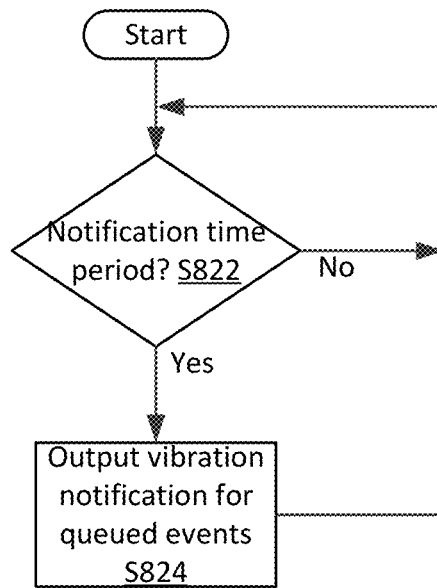 Start
Notification time
period? S822
No
Yes
Output vibration
notification for
queued events
S824